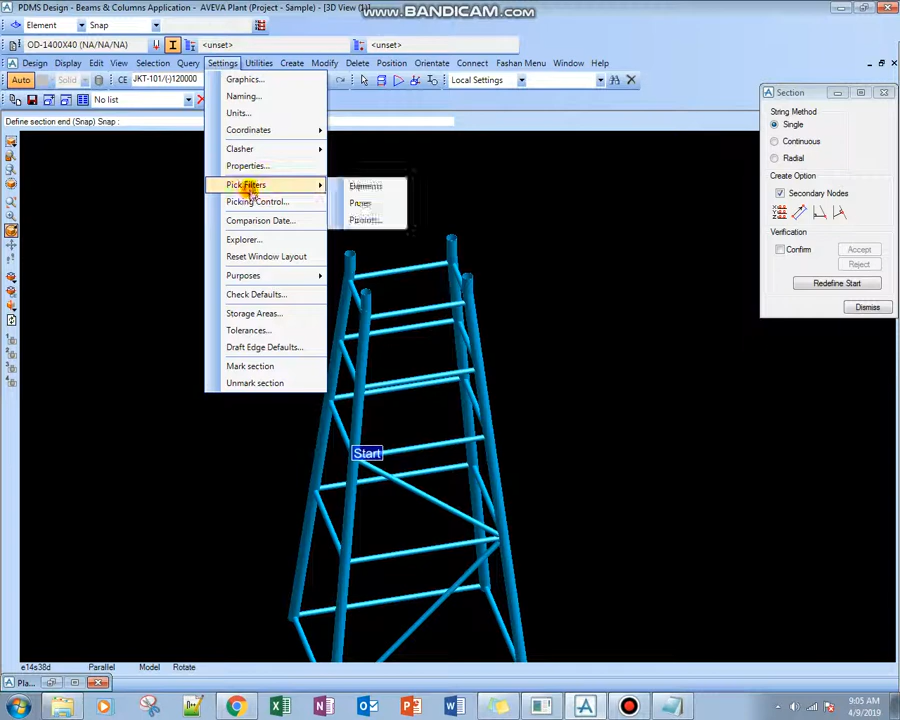 PDMS Design - Beams & Columns Application - AVEVA Plant (Project - Sample) - [3D View (1)]
www.BANDICAM.com
Element
Snap
OD-1400X40 (NA/NA/NA)
<unset>
<unset>
Design Display Edit View Selection Query Settings Utilities Create Modify Delete Position Orientate Connect Fashan Menu Window Help
Auto
Solid
CE
JKT-101/(-)120000
Local Settings
No list
Define section end (Snap) Snap :
Graphics...
Naming...
Units...
Coordinates
Clasher
Properties...
Pick Filters
Picking Control...
Comparison Date...
Explorer...
Reset Window Layout
Purposes
Check Defaults...
Storage Areas...
Tolerances...
Draft Edge Defaults...
Mark section
Unmark section
Elements
Start
Section
String Method
Single
Continuous
Radial
Create Option
Secondary Nodes
Verification
Confirm
Accept
Reject
Redefine Start
Dismiss
e14s38d Parallel Model Rotate
Pla...
9:05 AM
4/9/2019